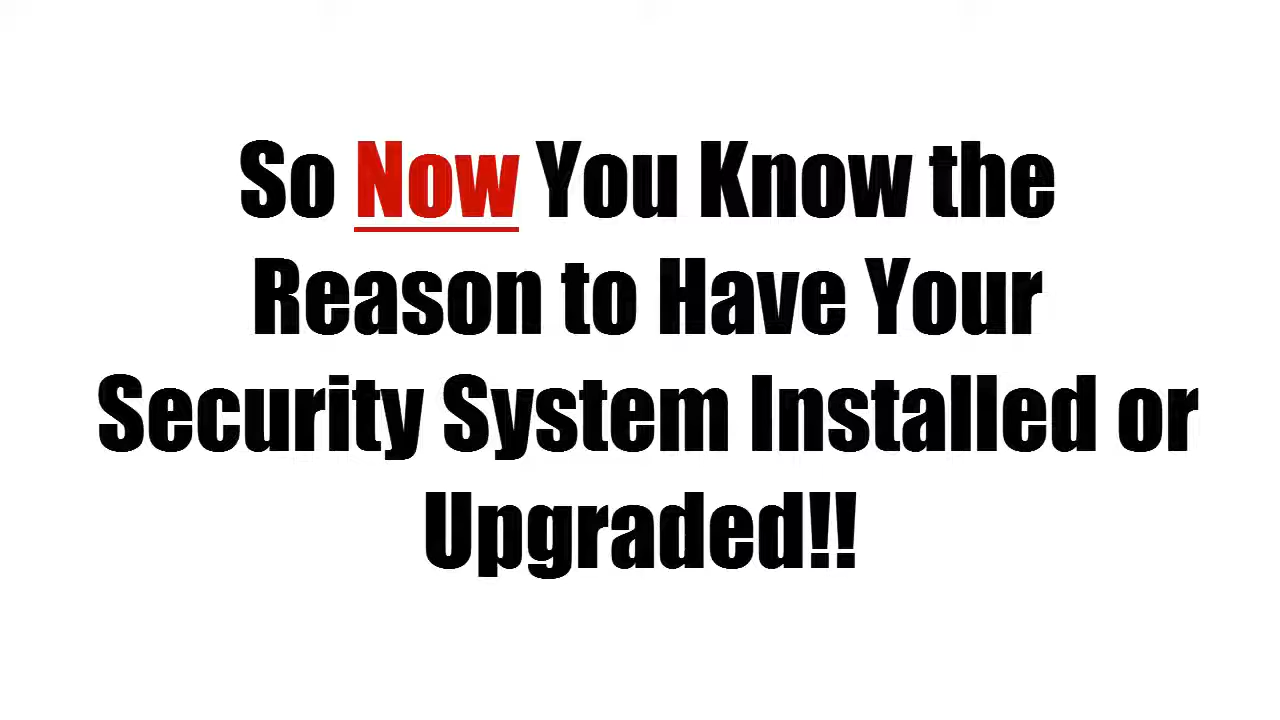 So Now You Know the
Reason to Have Your
Security System Installed or
Upgraded!!